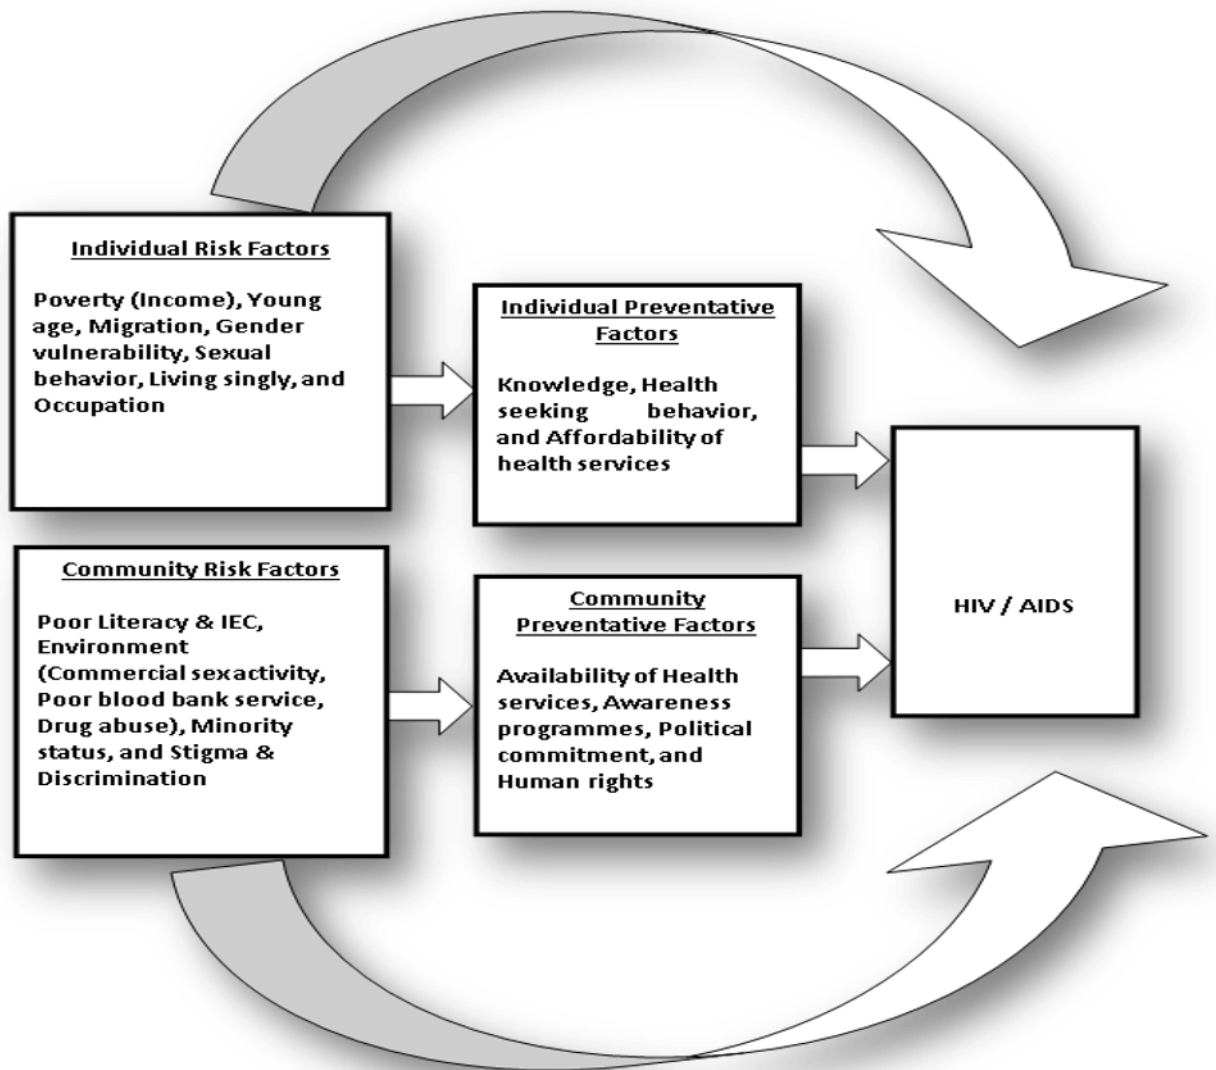 Individual Risk Factors
Poverty (Income), Young
age, Migration, Gender
vulnerability, Sexual
behavior, Living singly, and
Occupation
Individual Preventative
Factors
Knowledge, Health
seeking behavior,
and Affordability of
health services
Community Risk Factors
Poor Literacy & IEC,
Environment
(Commercial sex activity,
Poor blood bank service,
Drug abuse), Minority
status, and Stigma &
Discrimination
Community
Preventative Factors
Availability of Health
services, Awareness
programmes, Political
commitment, and
Human rights
HIV / AIDS